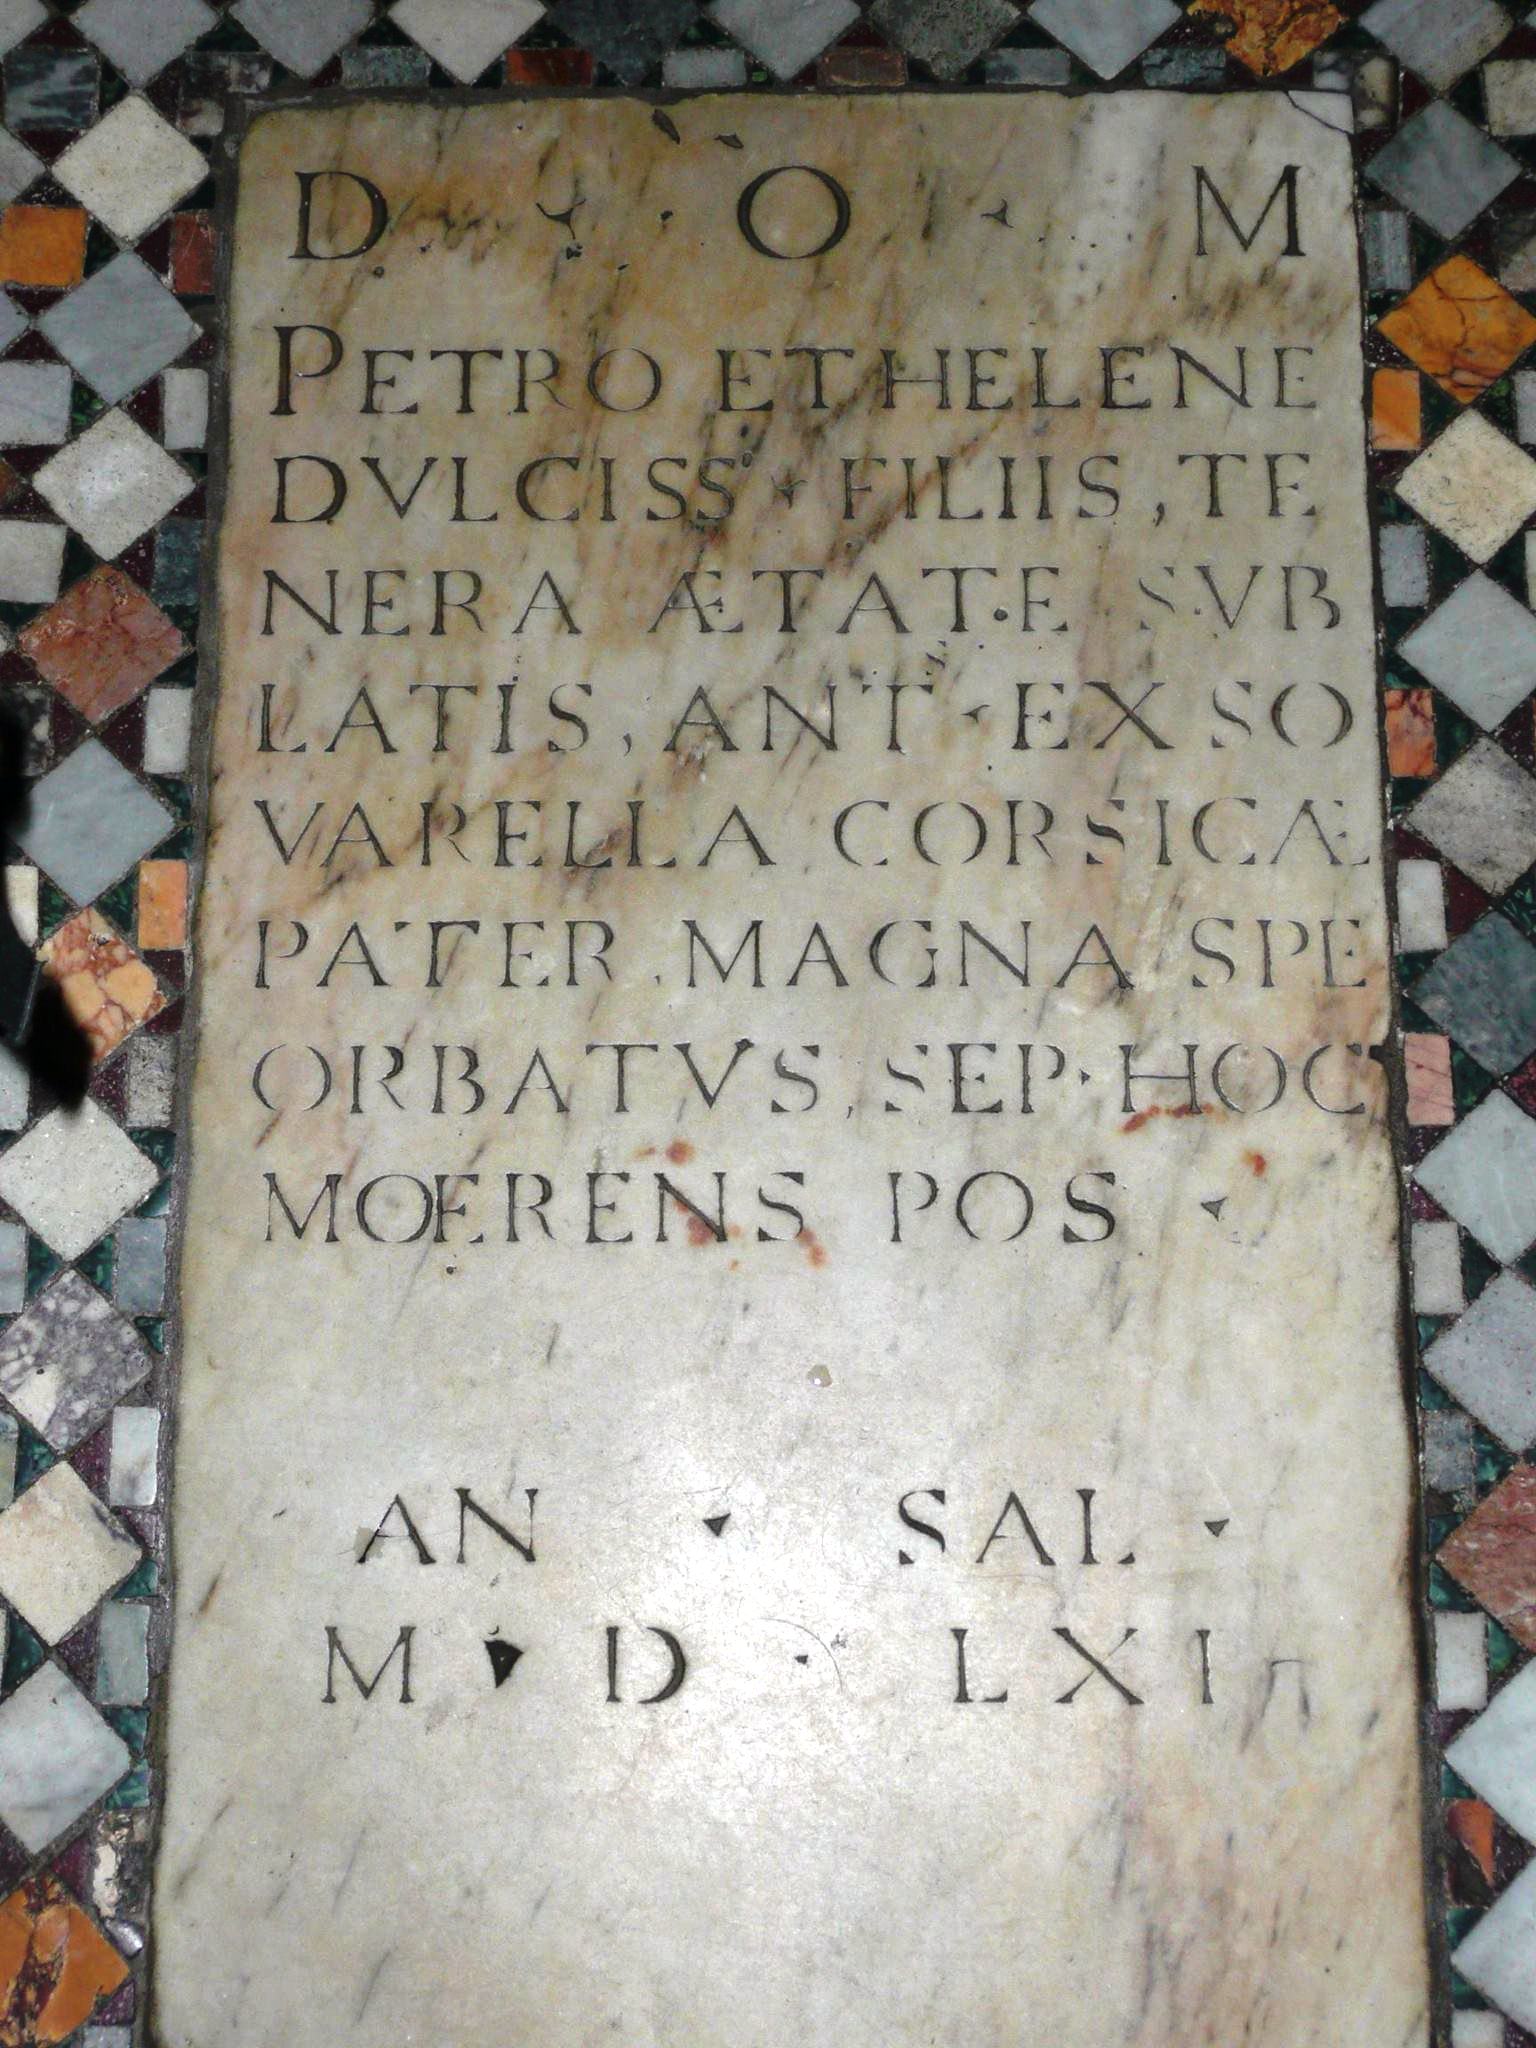 D · O · M
PETRO ET HELENE
DVLCISS · FILIIS, TE
NERA ÆTATE SVB
LATIS, ANT · EX SO
VARELLA CORSICÆ
PATER, MAGNA SPE
ORBATVS, SEP · HOC
MOERENS POS ·
AN · SAL ·
M · D · LXI